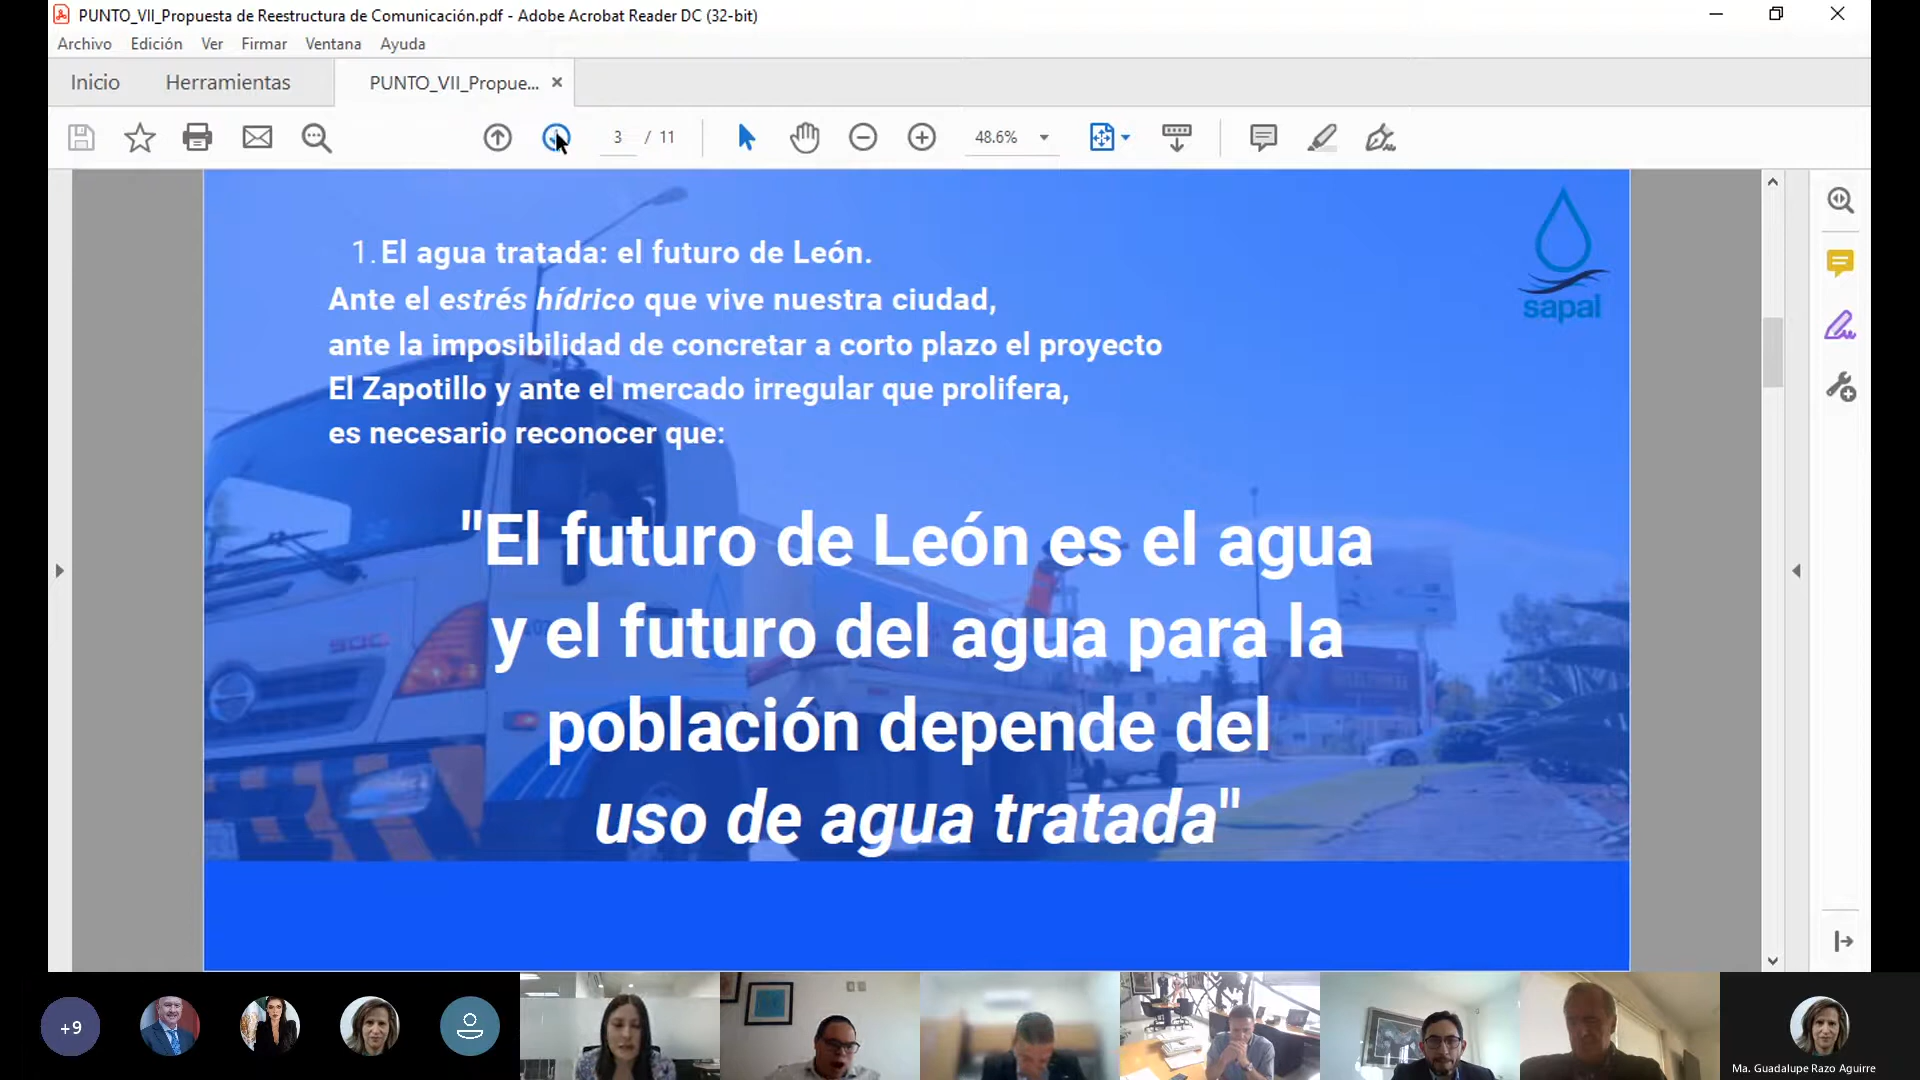 PUNTO_VII_Propuesta de Reestructura de Comunicación.pdf - Adobe Acrobat Reader DC (32-bit)
Archivo Edición Ver Firmar Ventana Ayuda
Inicio Herramientas PUNTO_VII_Propue...
3 / 11 48.6%
1. El agua tratada: el futuro de León.
Ante el estrés hídrico que vive nuestra ciudad,
ante la imposibilidad de concretar a corto plazo el proyecto
El Zapotillo y ante el mercado irregular que prolifera,
es necesario reconocer que:
sapal
"El futuro de León es el agua
y el futuro del agua para la
población depende del
uso de agua tratada"
+9
Ma. Guadalupe Razo Aguirre